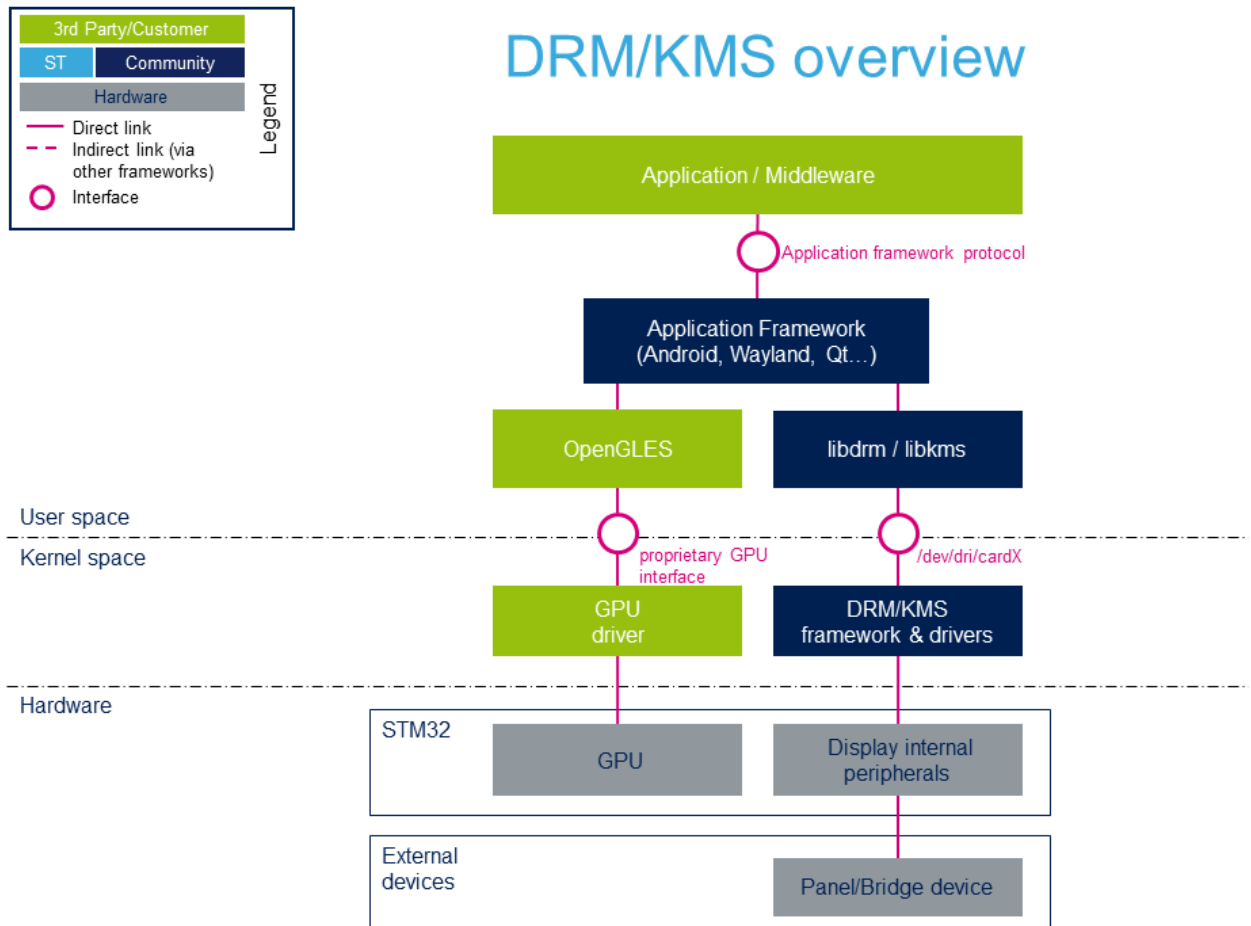 3rd Party/Customer
ST
Community
Hardware
Direct link
Indirect link (via
other frameworks)
Interface
Legend
DRM/KMS overview
Application / Middleware
Application framework protocol
Application Framework
(Android, Wayland, Qt...)
OpenGLES
libdrm / libkms
User space
Kernel space
proprietary GPU
interface
/dev/dri/cardX
GPU
driver
DRM/KMS
framework & drivers
Hardware
STM32
GPU
Display internal
peripherals
External
devices
Panel/Bridge device